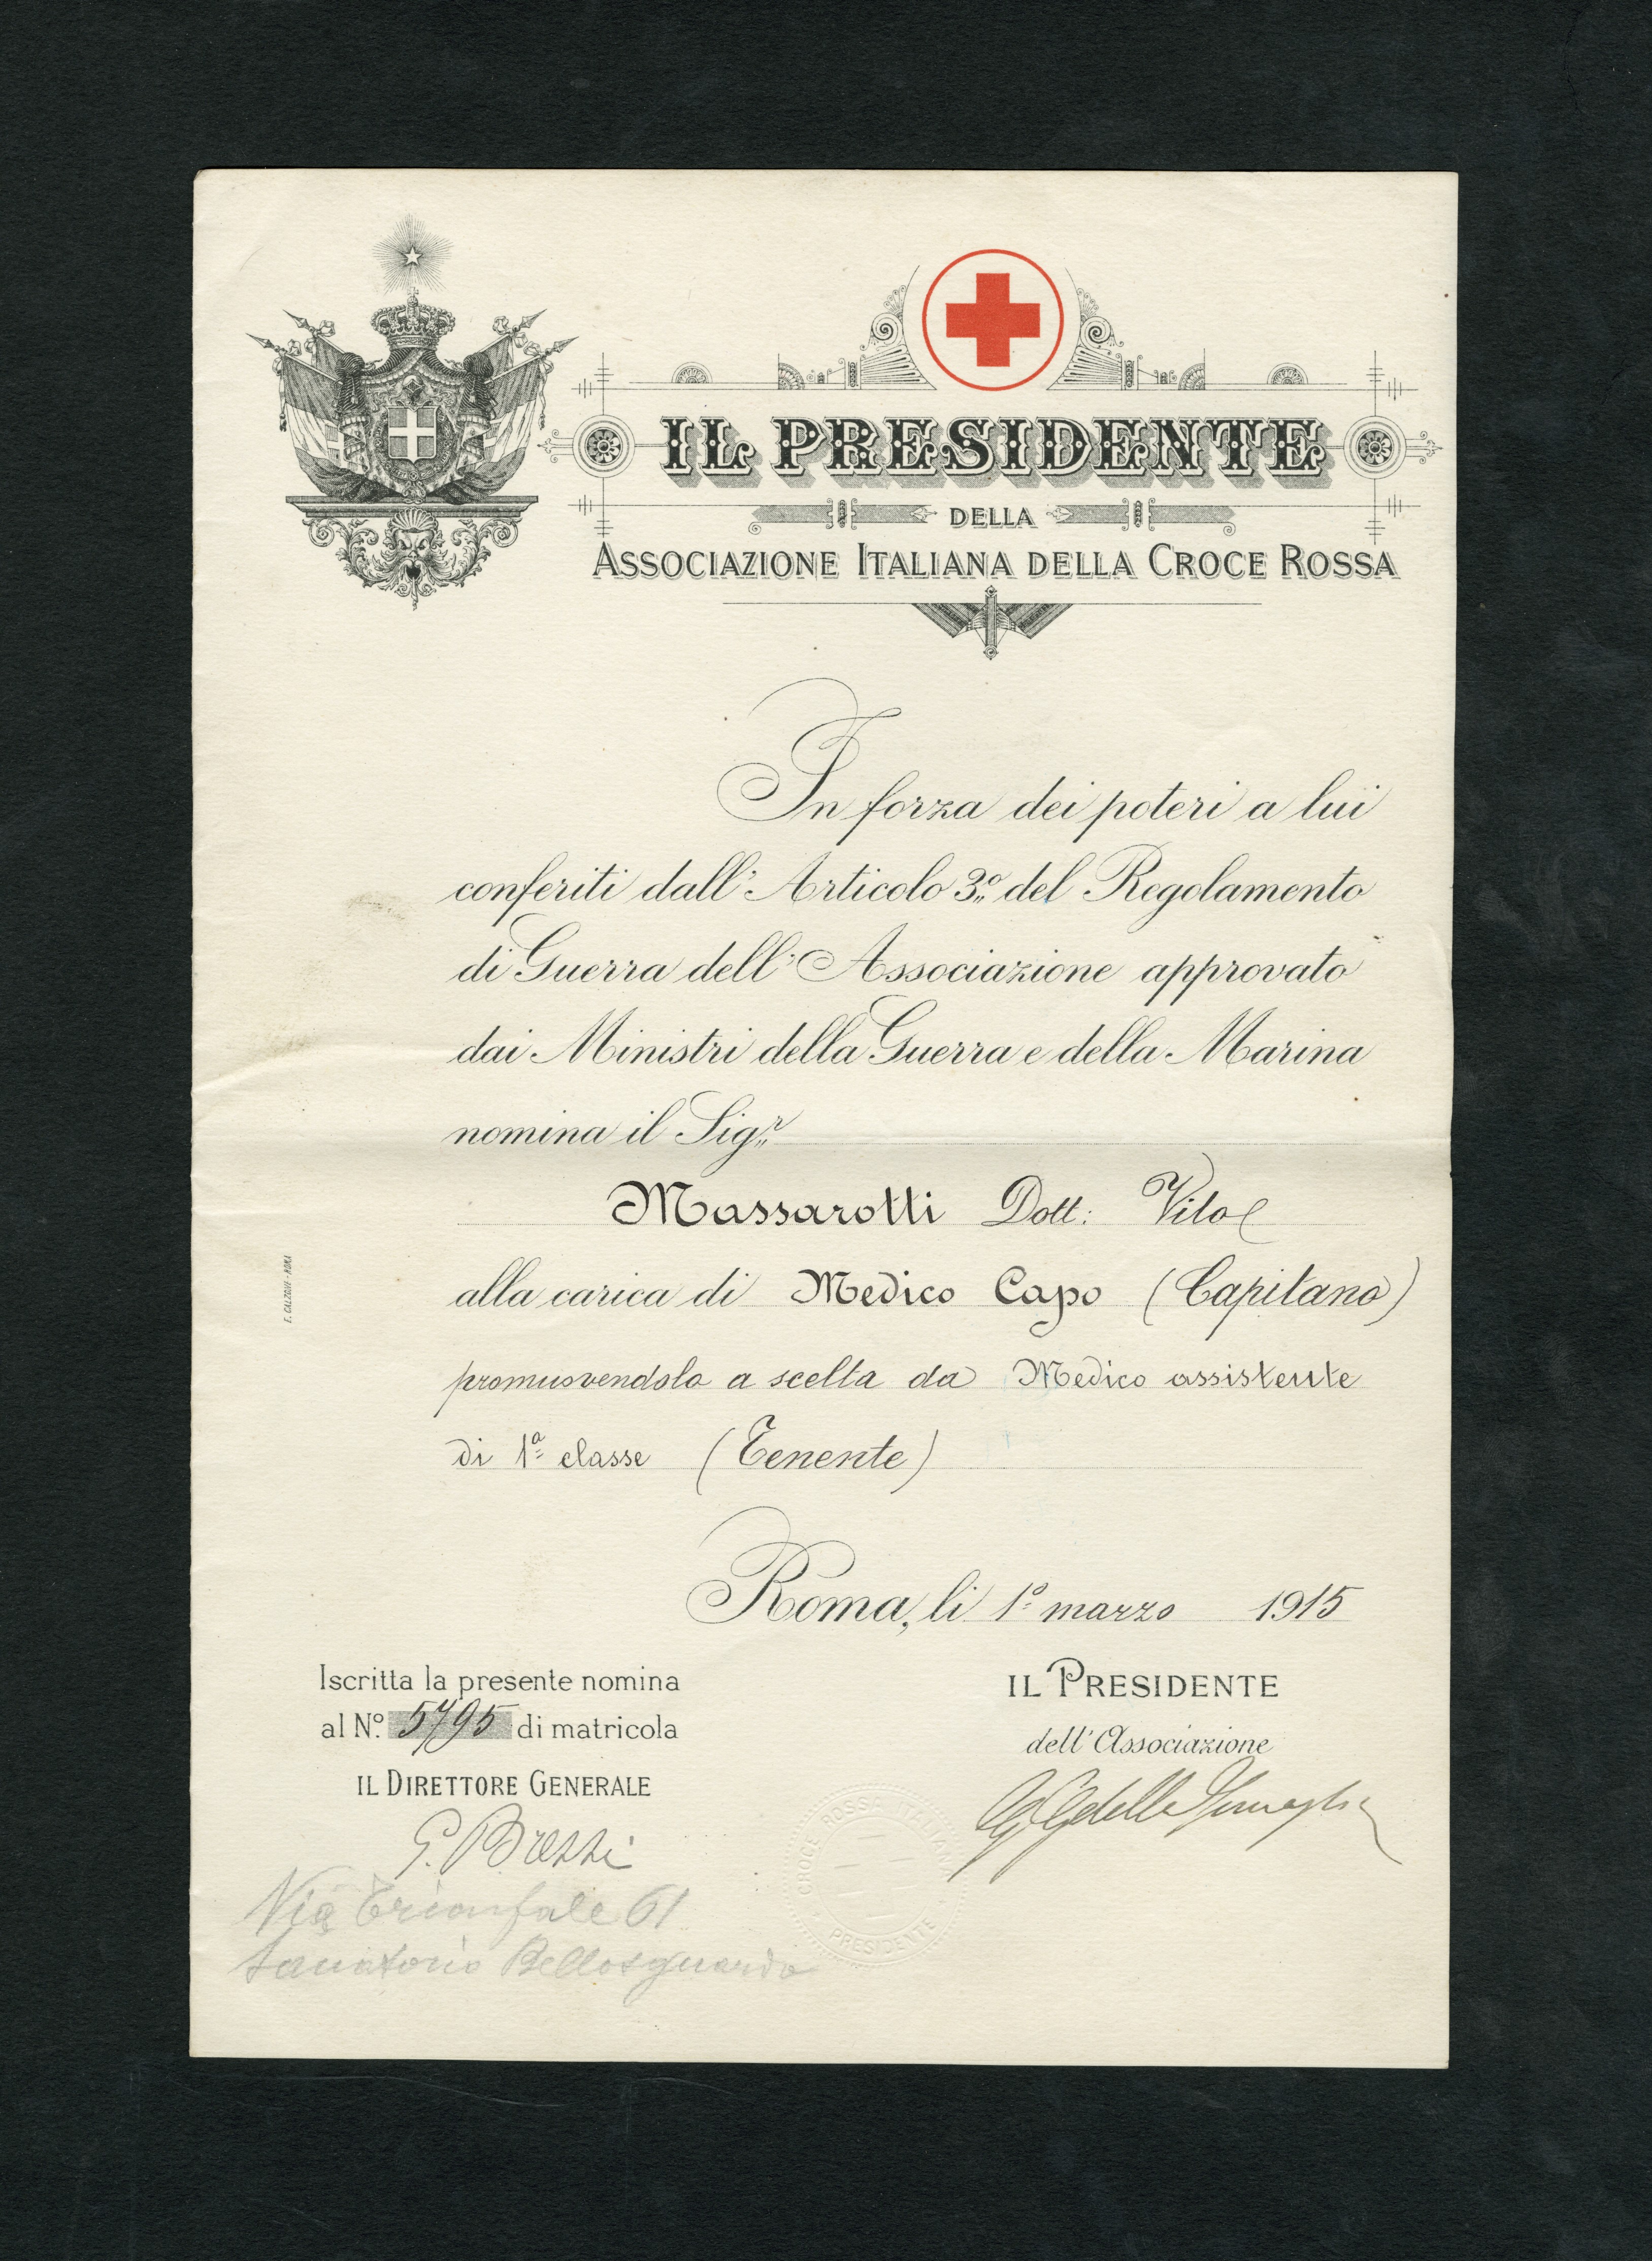 IL PRESIDENTE
DELLA
ASSOCIAZIONE ITALIANA DELLA CROCE ROSSA
In forza dei poteri a lui
conferiti dall'Articolo 3º del Regolamento
di Guerra dell'Associazione approvato
dai Ministri della Guerra e della Marina
nomina il Sigr
Massarotti Dott: Vito
alla carica di Medico Capo (Capitano)
promuovendolo a scelta da Medico assistente
di 1ª classe (Tenente)
Roma, li 1º marzo 1915
Iscritta la presente nomina
al Nº. 5795 di matricola
IL DIRETTORE GENERALE
G. Bressi
IL PRESIDENTE
dell'Associazione
CROCE ROSSA ITALIANA
PRESIDENTE
Via Trionfale 61
Sanatorio Bellosguardo
F. CALZONE - ROMA